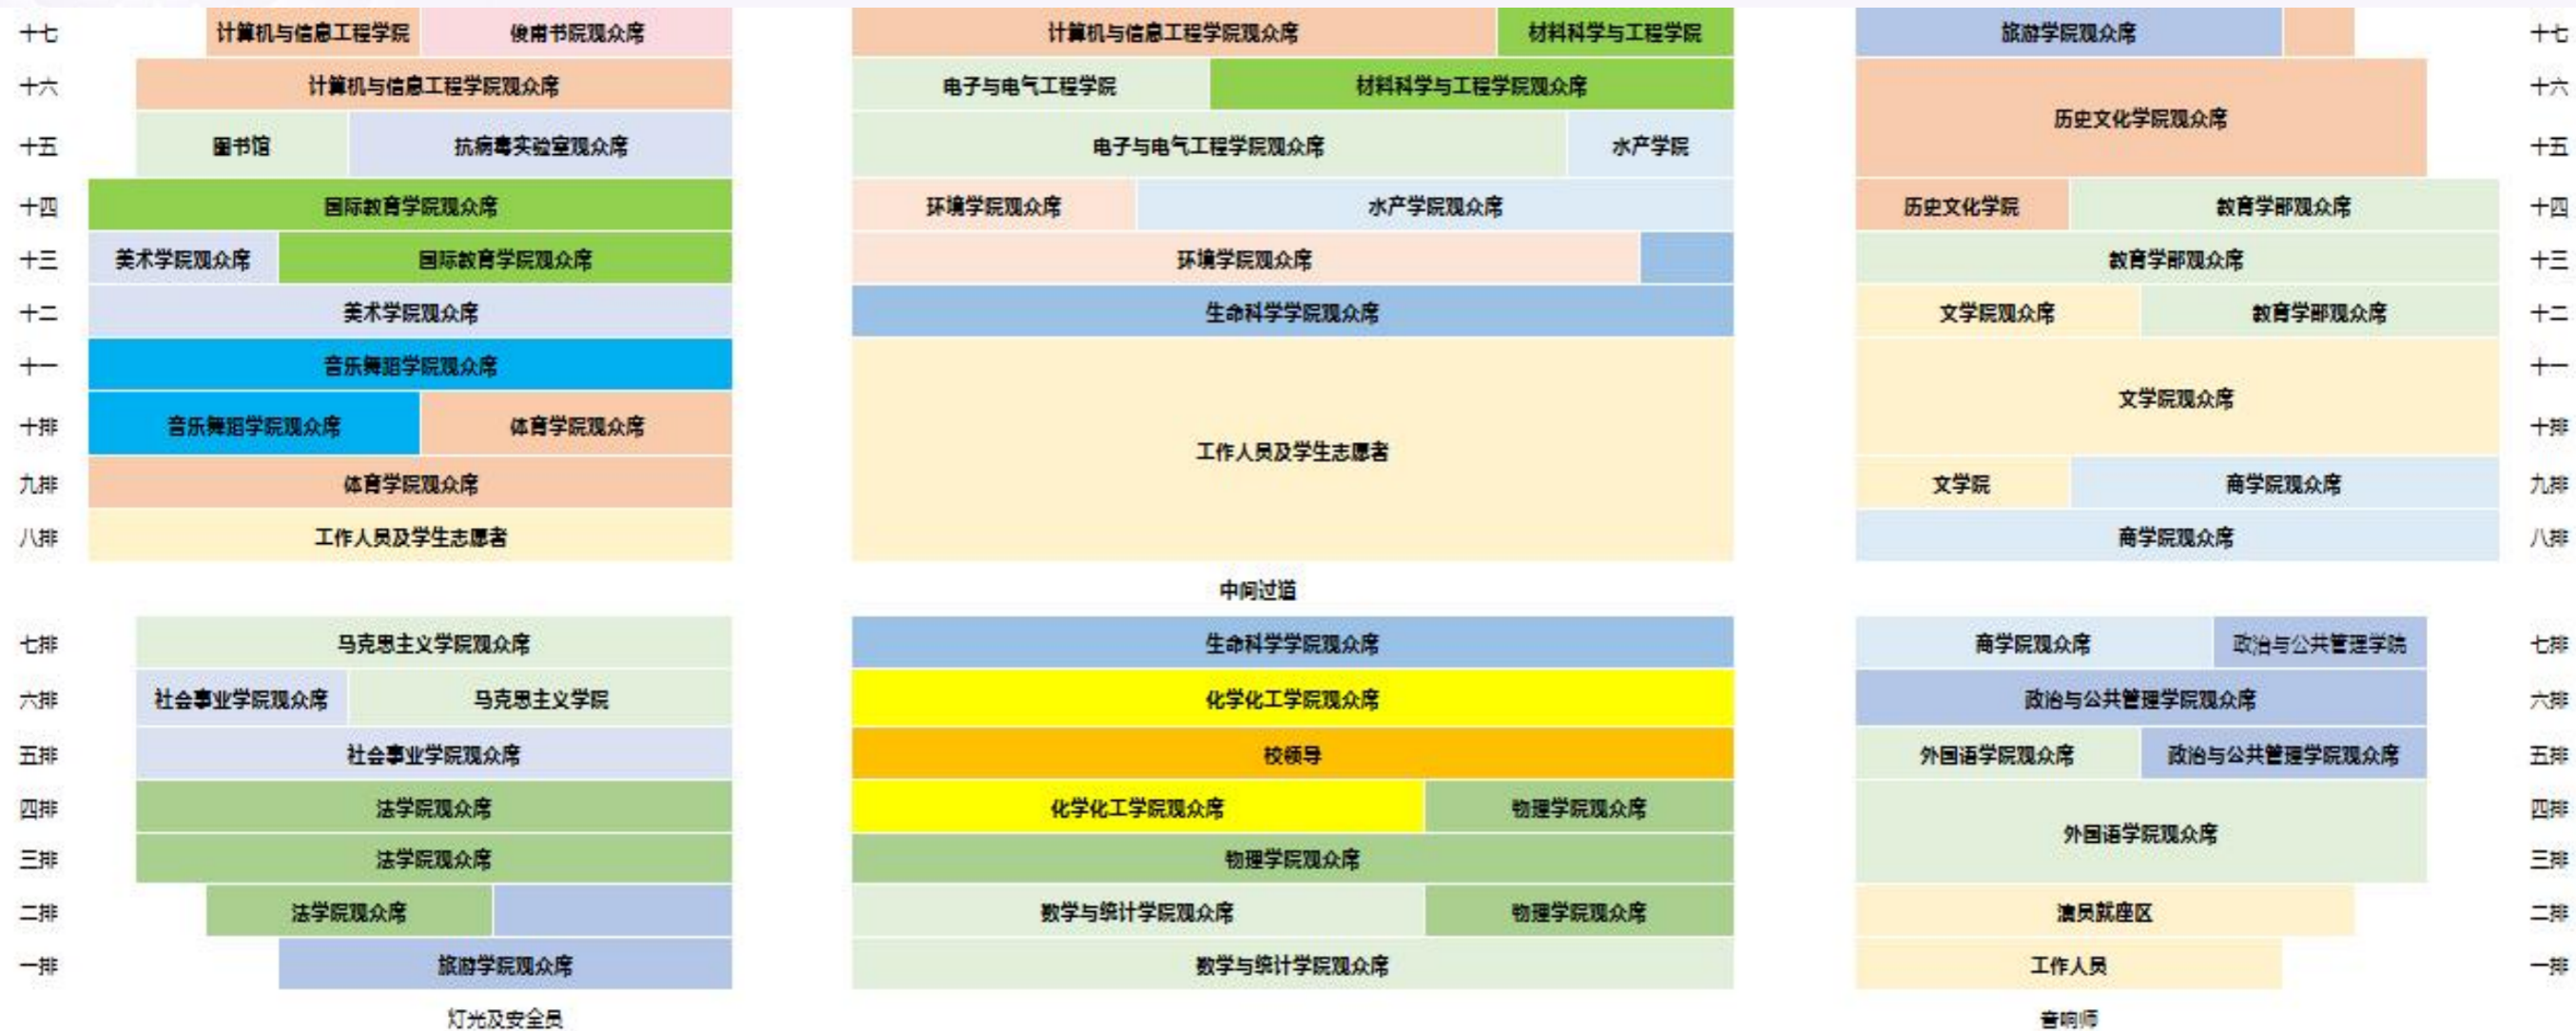 十七 计算机与信息工程学院 俊甫书院观众席 计算机与信息工程学院观众席 材料科学与工程学院 旅游学院观众席 十七
十六 计算机与信息工程学院观众席 电子与电气工程学院 材料科学与工程学院观众席 十六
历史文化学院观众席
十五 图书馆 抗病毒实验室观众席 电子与电气工程学院观众席 水产学院 十五
十四 国际教育学院观众席 环境学院观众席 水产学院观众席 历史文化学院 教育学部观众席 十四
十三 美术学院观众席 国际教育学院观众席 环境学院观众席 教育学部观众席 十三
十二 美术学院观众席 生命科学学院观众席 文学院观众席 教育学部观众席 十二
十一 音乐舞蹈学院观众席 十一
文学院观众席
十排 音乐舞蹈学院观众席 体育学院观众席 十排
工作人员及学生志愿者
九排 体育学院观众席 文学院 商学院观众席 九排
八排 工作人员及学生志愿者 商学院观众席 八排
中间过道
七排 马克思主义学院观众席 生命科学学院观众席 商学院观众席 政治与公共管理学院 七排
六排 社会事业学院观众席 马克思主义学院 化学化工学院观众席 政治与公共管理学院观众席 六排
五排 社会事业学院观众席 校领导 外国语学院观众席 政治与公共管理学院观众席 五排
四排 法学院观众席 化学化工学院观众席 物理学院观众席 四排
外国语学院观众席
三排 法学院观众席 物理学院观众席 三排
二排 法学院观众席 数学与统计学院观众席 物理学院观众席 演员就座区 二排
一排 旅游学院观众席 数学与统计学院观众席 工作人员 一排
灯光及安全员 音响师